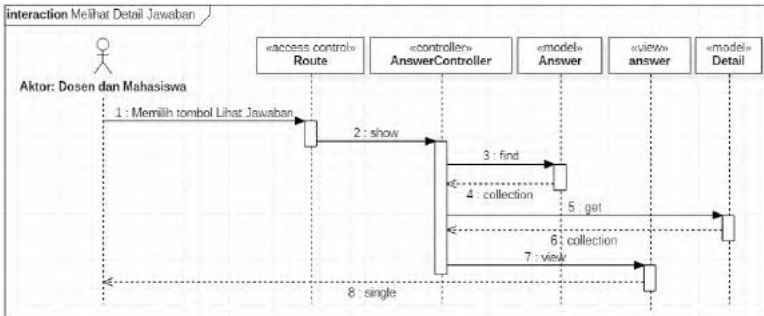 interaction Melihat Detail Jawaban
«access control»
Route
«controller»
AnswerController
«model»
Answer
«view»
answer
«model»
Detail
Aktor: Dosen dan Mahasiswa
1 : Memilih tombol Lihat Jawaban
2 : show
3 : find
4 : collection
5 : get
6 : collection
7 : view
8 : single